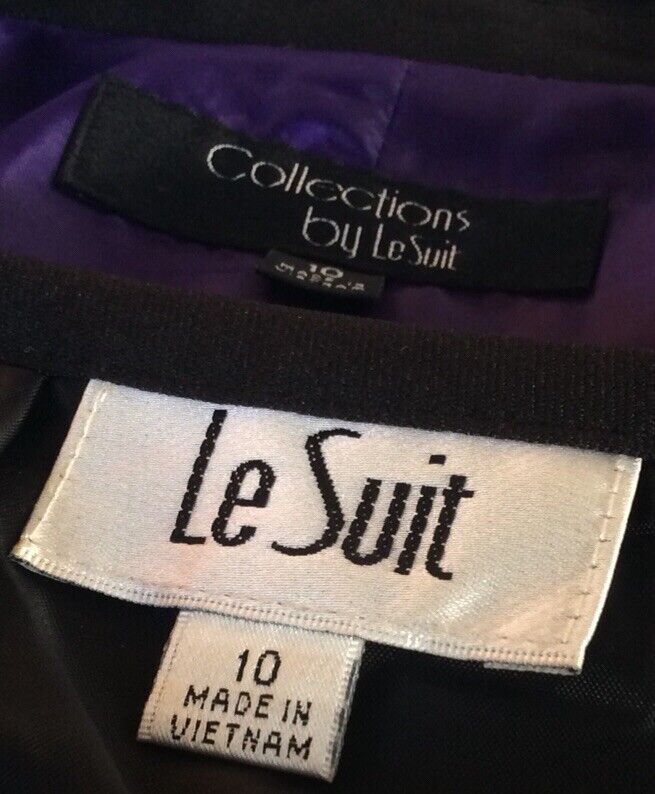 Collections
by Le Suit
10
Le Suit
10
MADE IN
VIETNAM